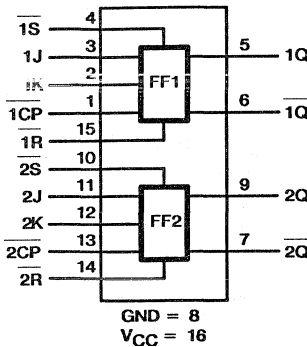 1S 4
1J 3
1K 2
1CP 1
1R 15
FF1
5 1Q
6 1Q
2S 10
2J 11
2K 12
2CP 13
2R 14
FF2
9 2Q
7 2Q
GND = 8
VCC = 16